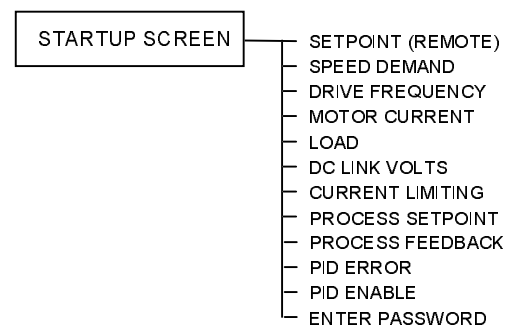 STARTUP SCREEN
SETPOINT (REMOTE)
SPEED DEMAND
DRIVE FREQUENCY
MOTOR CURRENT
LOAD
DC LINK VOLTS
CURRENT LIMITING
PROCESS SETPOINT
PROCESS FEEDBACK
PID ERROR
PID ENABLE
ENTER PASSWORD